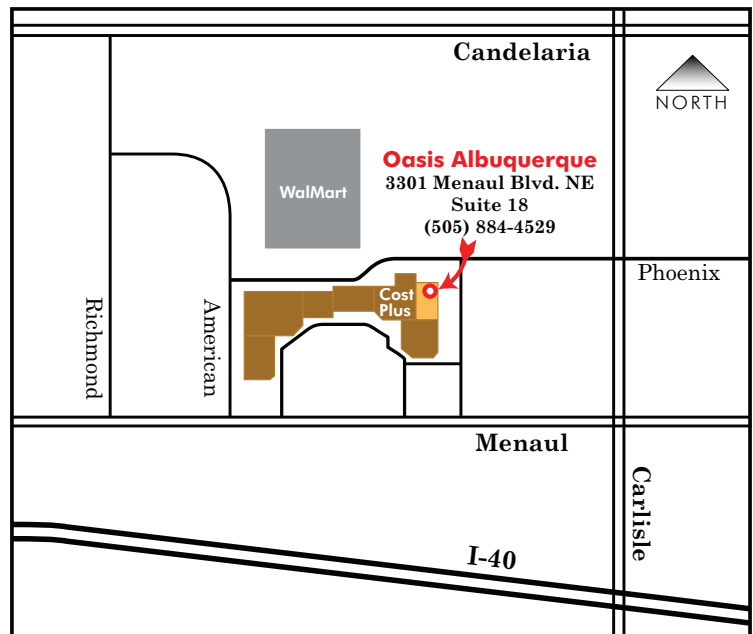 Candelaria
NORTH
WalMart
Oasis Albuquerque
3301 Menaul Blvd. NE
Suite 18
(505) 884-4529
Phoenix
Cost
Plus
Richmond
American
Menaul
Carlisle
I-40